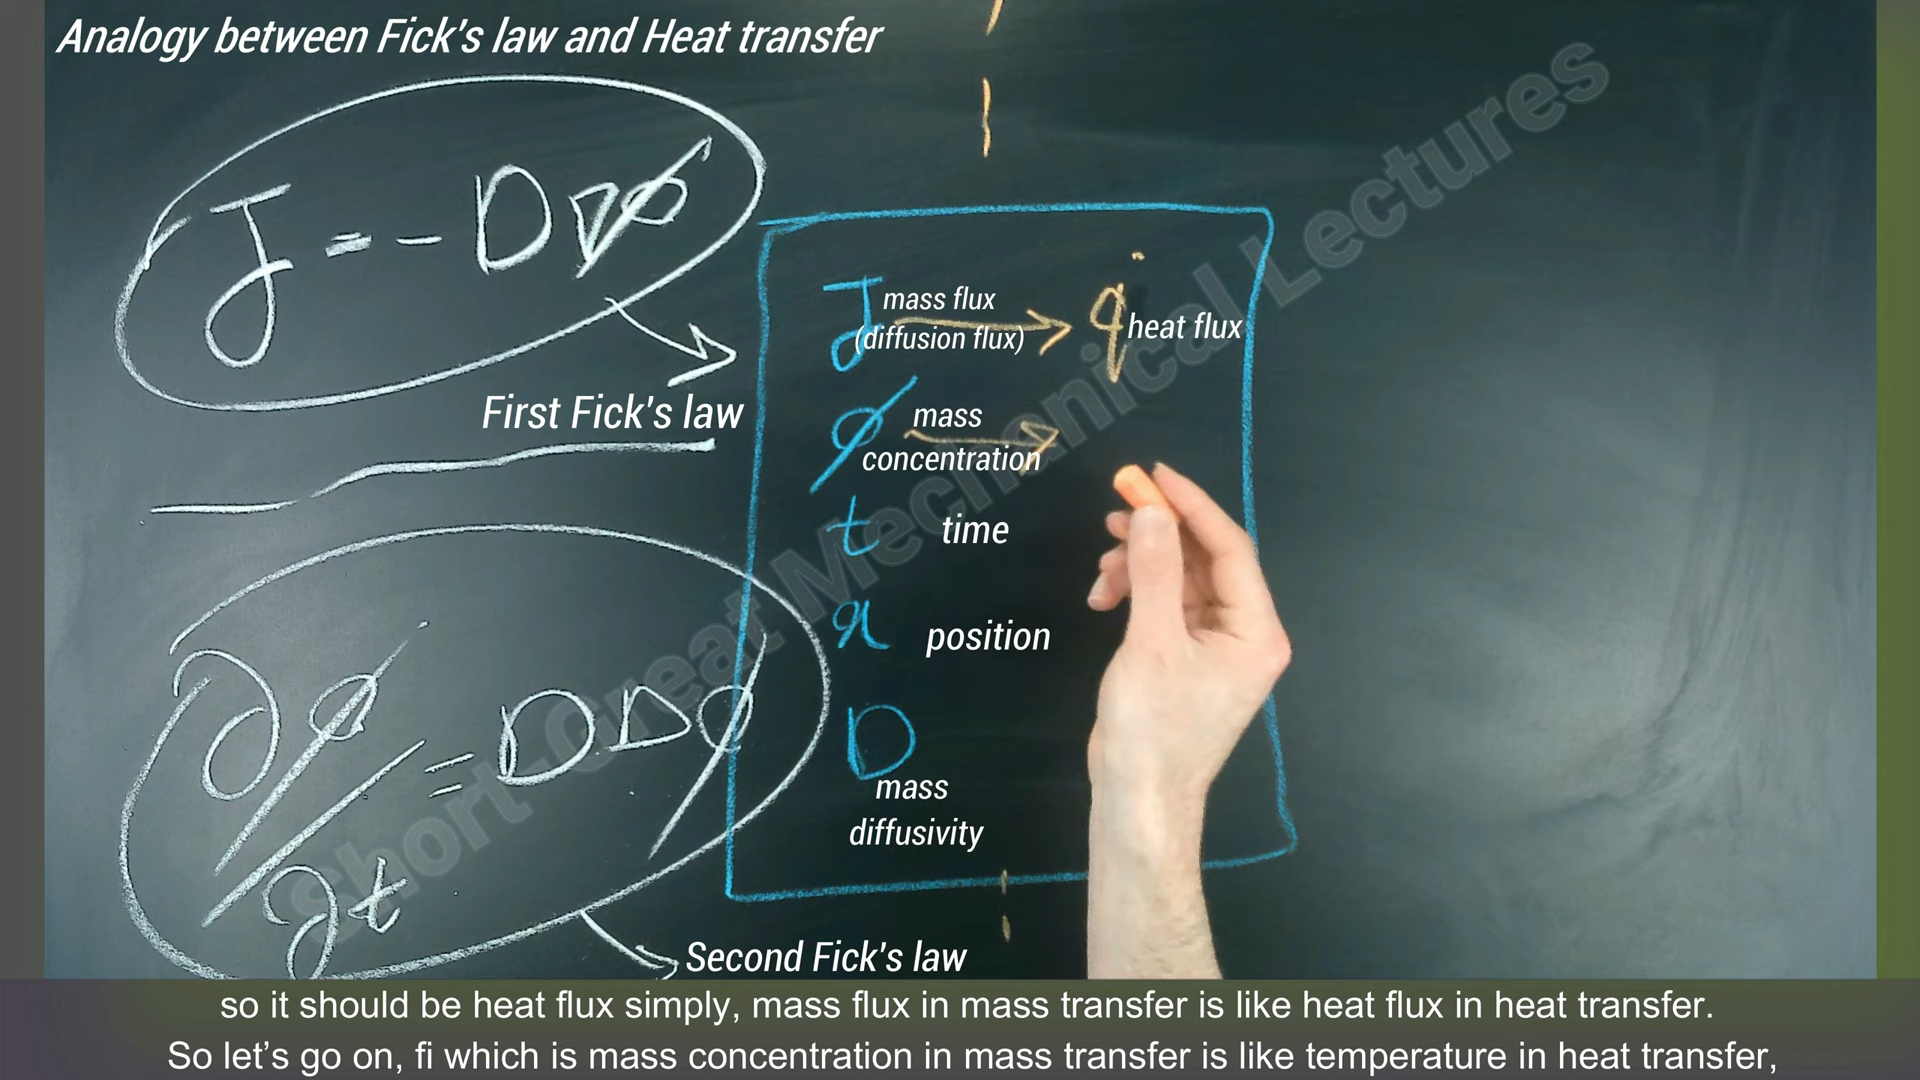 Analogy between Fick's law and Heat transfer
J = - D∇φ
First Fick's law
J mass flux (diffusion flux) → q̇ heat flux
φ mass concentration →
t time
x position
D mass diffusivity
∂φ/∂t = DΔφ
Second Fick's law
Short-Great Mechanical Lectures
so it should be heat flux simply, mass flux in mass transfer is like heat flux in heat transfer.
So let's go on, fi which is mass concentration in mass transfer is like temperature in heat transfer,